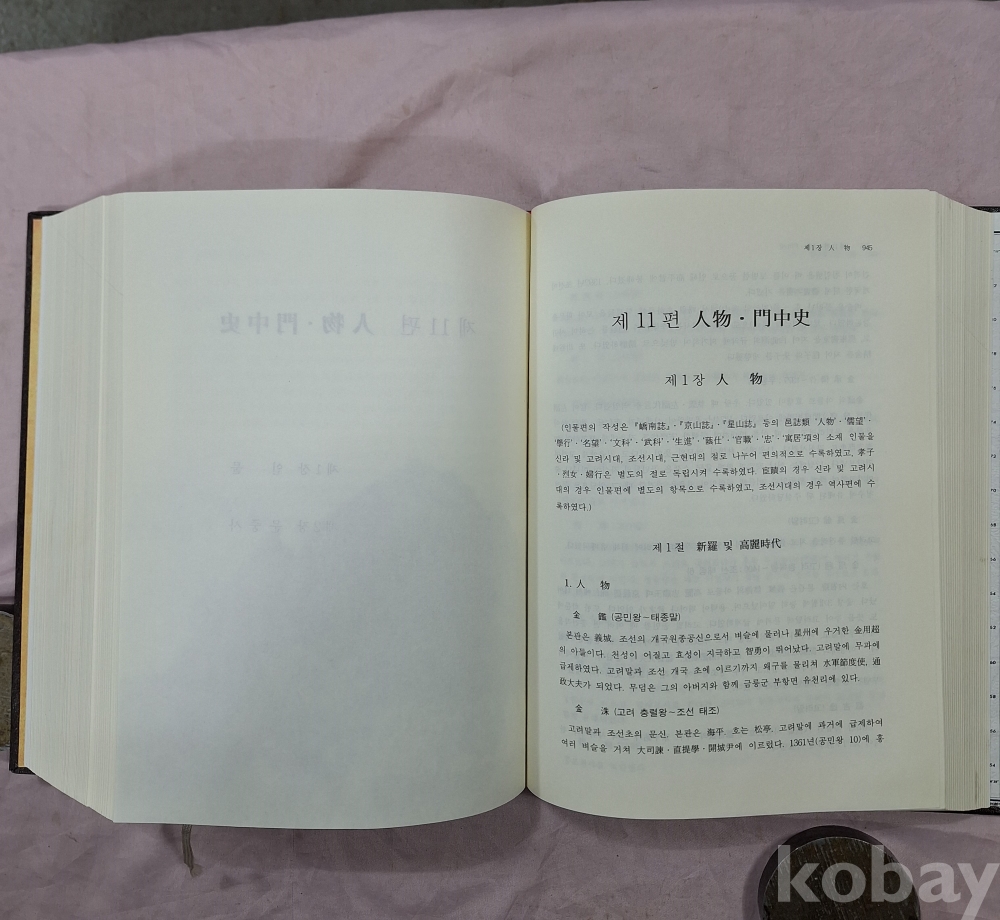 제1장 人 物 945
제 11 편 人物・門中史
제 1 장 人 物
(인물편의 작성은 『嶠南誌』·『京山誌』·『星山誌』 등의 邑誌類 '人物'·'儒望'·
'學行'·'名望'·'文科'·'武科'·'生進'·'蔭仕'·'官職'·'忠'·'寓居'項의 소재 인물을
신라 및 고려시대, 조선시대, 근현대의 절로 나누어 편의적으로 수록하였고, 孝子
·烈女·婦行은 별도의 절로 독립시켜 수록하였다. 宦蹟의 경우 신라 및 고려시
대의 경우 인물편에 별도의 항목으로 수록하였고, 조선시대의 경우 역사편에 수
록하였다.)
제 1 절 新羅 및 高麗時代
1. 人 物
金 鑑 (공민왕~태종말)
본관은 義城. 조선의 개국원종공신으로서 벼슬에 물러나 星州에 우거한 金用超
의 아들이다. 천성이 어질고 효성이 지극하고 智勇이 뛰어났다. 고려말에 무과에
급제하였다. 고려말과 조선 개국 초에 이르기까지 왜구를 물리쳐 水軍節度使, 通
政大夫가 되었다. 무덤은 그의 아버지와 함께 금릉군 부항면 유천리에 있다.
金 洙 (고려 충렬왕~조선 태조)
고려말과 조선초의 문신. 본관은 海平. 호는 松亭. 고려말에 과거에 급제하여
여러 벼슬을 거쳐 大司諫·直提學·開城尹에 이르렀다. 1361년(공민왕 10)에 홍
kobay